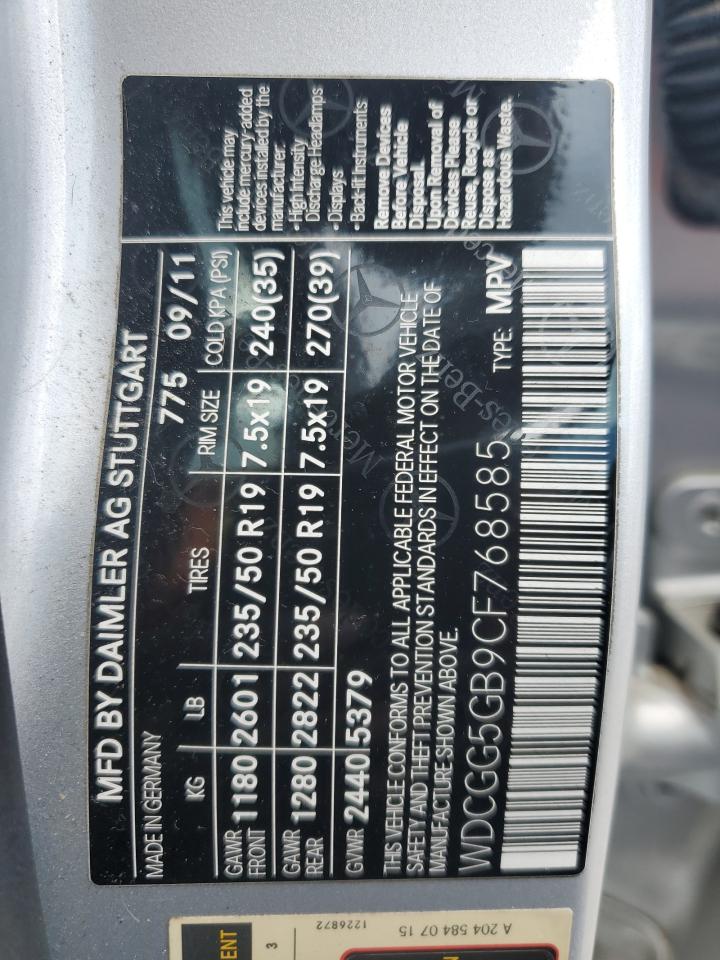 MFD BY DAIMLER AG STUTTGART
MADE IN GERMANY 775 09/11
KG LB TIRES RIM SIZE COLD KPA (PSI)
GAWR FRONT 1180 2601 235/50 R19 7.5x19 240(35)
GAWR REAR 1280 2822 235/50 R19 7.5x19 270(39)
GVWR 2440 5379
THIS VEHICLE CONFORMS TO ALL APPLICABLE FEDERAL MOTOR VEHICLE
SAFETY AND THEFT PREVENTION STANDARDS IN EFFECT ON THE DATE OF
MANUFACTURE SHOWN ABOVE.
WDCGG5GB9CF768585 TYPE: MPV
This vehicle may
include mercury-added
devices installed by the
manufacturer:
• High Intensity
Discharge Headlamps
• Displays
• Back-lit Instruments
Remove Devices
Before Vehicle
Disposal.
Upon Removal of
Devices Please
Reuse, Recycle or
Dispose as
Hazardous Waste.
A 204 584 07 15
1226872
3